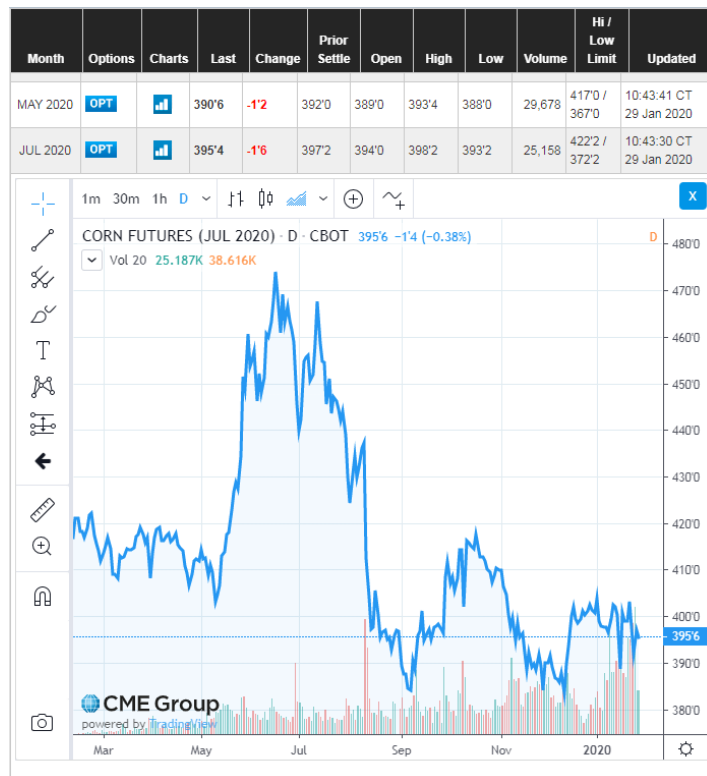 Month Options Charts Last Change Prior Settle Open High Low Volume Hi / Low Limit Updated
MAY 2020 OPT 390'6 -1'2 392'0 389'0 393'4 388'0 29,678 417'0 / 367'0 10:43:41 CT 29 Jan 2020
JUL 2020 OPT 395'4 -1'6 397'2 394'0 398'2 393'2 25,158 422'2 / 372'2 10:43:30 CT 29 Jan 2020
1m 30m 1h D X
CORN FUTURES (JUL 2020) · D · CBOT 395'6 −1'4 (−0.38%) D
Vol 20 25.187K 38.616K
480'0
470'0
460'0
450'0
440'0
430'0
420'0
410'0
400'0
395'6
390'0
380'0
T
CME Group
powered by TradingView
Mar May Jul Sep Nov 2020